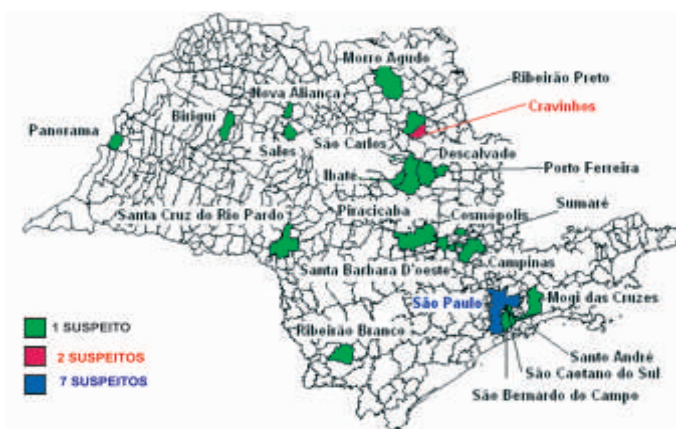 Morro Agudo
Ribeirão Preto
Nova Aliança
Cravinhos
Birigui
Panorama
São Carlos
Sales
Descalvado
Ibaté
Porto Ferreira
Sumaré
Santa Cruz do Rio Pardo
Piracicaba
Cosmópolis
Campinas
Santa Barbara D'oeste
São Paulo
Mogi das Cruzes
1 SUSPEITO
Ribeirão Branco
2 SUSPEITOS
Santo André
7 SUSPEITOS
São Caetano do Sul
São Bernardo do Campo